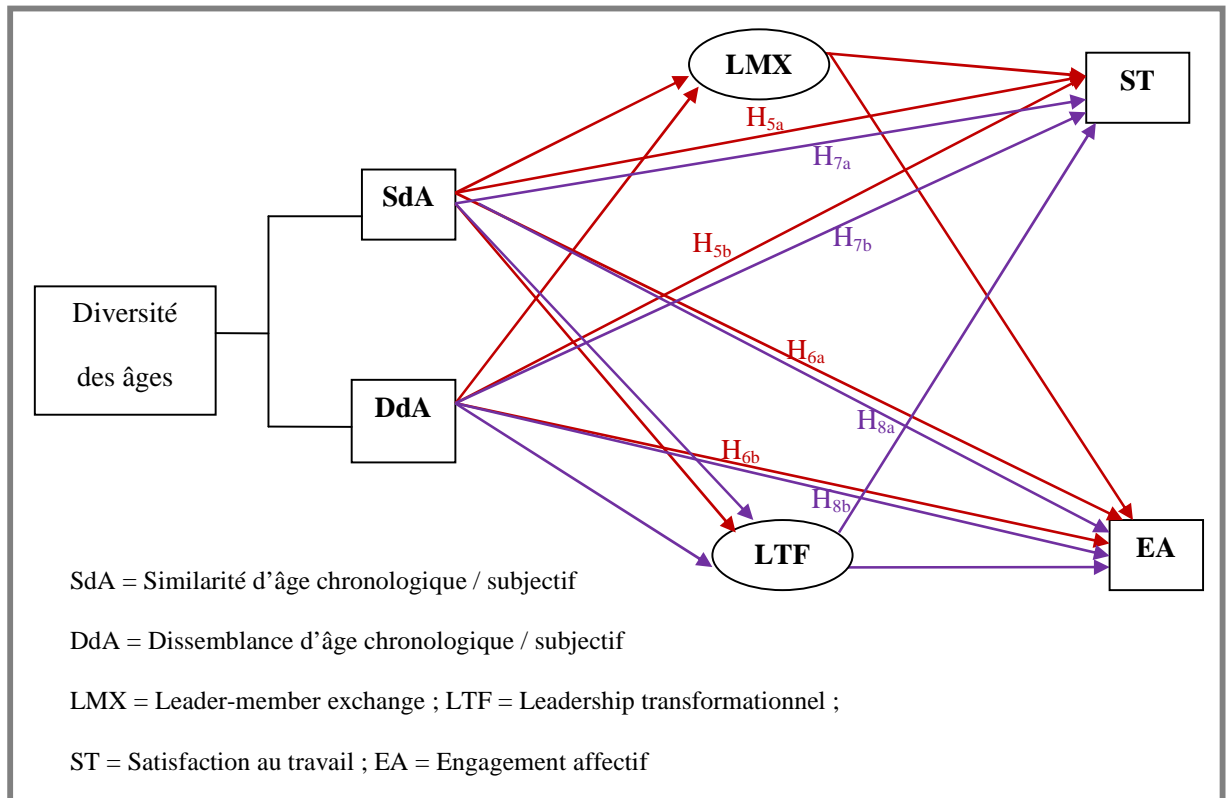 LMX
ST
H5a
H7a
SdA
H5b
H7b
Diversité
des âges
H6a
DdA
H8a
H6b
H8b
LTF
EA
SdA = Similarité d'âge chronologique / subjectif
DdA = Dissemblance d'âge chronologique / subjectif
LMX = Leader-member exchange ; LTF = Leadership transformationnel ;
ST = Satisfaction au travail ; EA = Engagement affectif